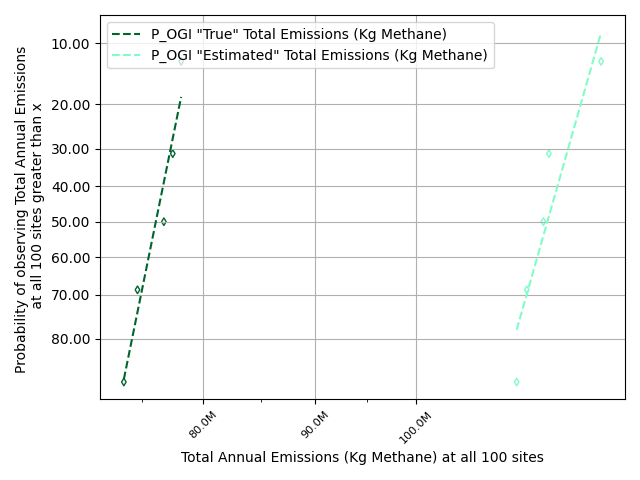 P_OGI "True" Total Emissions (Kg Methane)
P_OGI "Estimated" Total Emissions (Kg Methane)
Probability of observing Total Annual Emissions
at all 100 sites greater than x
10.00
20.00
30.00
40.00
50.00
60.00
70.00
80.00
80.0M
90.0M
100.0M
Total Annual Emissions (Kg Methane) at all 100 sites